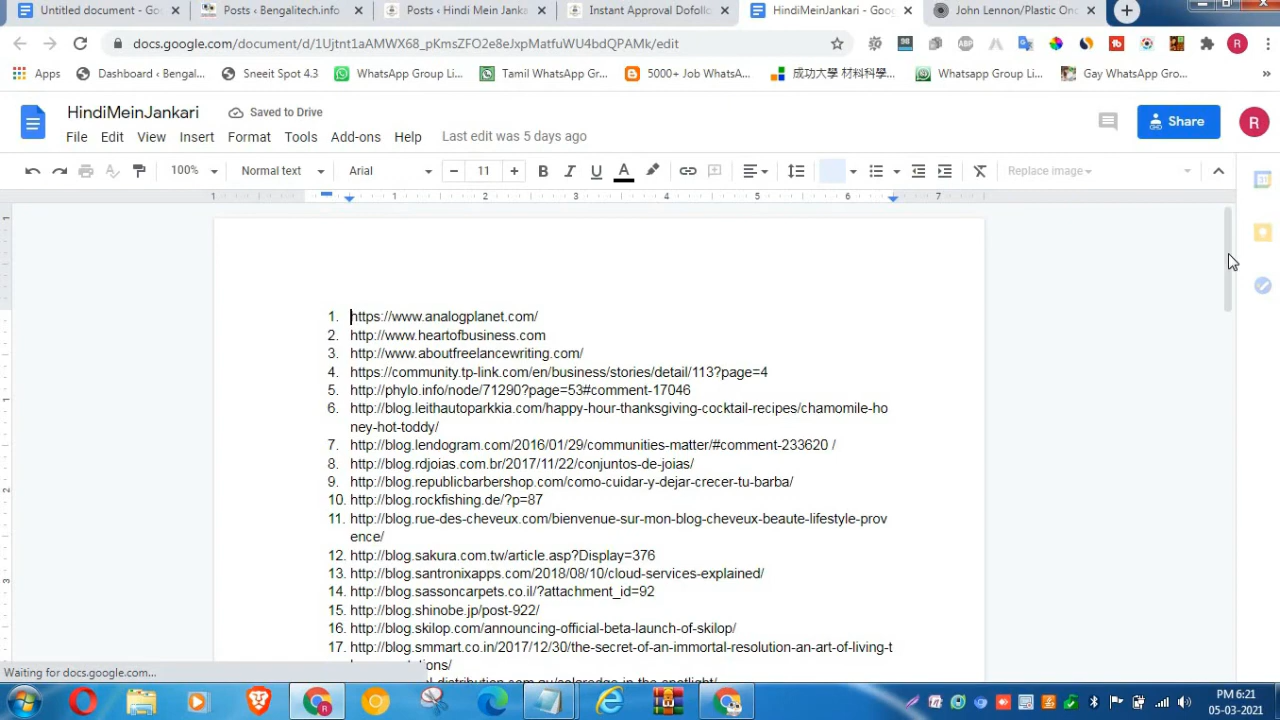 Untitled document - Go
Posts ‹ Bengalitech.info
Posts ‹ Hindi Mein Janka
Instant Approval Dofollo
HindiMeinJankari - Goo
John Lennon/Plastic Ono
docs.google.com/document/d/1Ujtnt1aAMWX68_pKmsZFO2e8eJxpMatfuWU4bdQPAMk/edit
Apps
Dashboard ‹ Bengal...
Sneeit Spot 4.3
WhatsApp Group Li...
Tamil WhatsApp Gr...
5000+ Job WhatsA...
成功大學 材料科學...
Whatsapp Group Li...
Gay WhatsApp Gro...
HindiMeinJankari
Saved to Drive
Share
R
File Edit View Insert Format Tools Add-ons Help
Last edit was 5 days ago
100% Normal text Arial 11 Replace image
1. https://www.analogplanet.com/
2. http://www.heartofbusiness.com
3. http://www.aboutfreelancewriting.com/
4. https://community.tp-link.com/en/business/stories/detail/113?page=4
5. http://phylo.info/node/71290?page=53#comment-17046
6. http://blog.leithautoparkkia.com/happy-hour-thanksgiving-cocktail-recipes/chamomile-ho
ney-hot-toddy/
7. http://blog.lendogram.com/2016/01/29/communities-matter/#comment-233620 /
8. http://blog.rdjoias.com.br/2017/11/22/conjuntos-de-joias/
9. http://blog.republicbarbershop.com/como-cuidar-y-dejar-crecer-tu-barba/
10. http://blog.rockfishing.de/?p=87
11. http://blog.rue-des-cheveux.com/bienvenue-sur-mon-blog-cheveux-beaute-lifestyle-prov
ence/
12. http://blog.sakura.com.tw/article.asp?Display=376
13. http://blog.santronixapps.com/2018/08/10/cloud-services-explained/
14. http://blog.sassoncarpets.co.il/?attachment_id=92
15. http://blog.shinobe.jp/post-922/
16. http://blog.skilop.com/announcing-official-beta-launch-of-skilop/
17. http://blog.smmart.co.in/2017/12/30/the-secret-of-an-immortal-resolution-an-art-of-living-t
Waiting for docs.google.com...
PM 6:21
05-03-2021